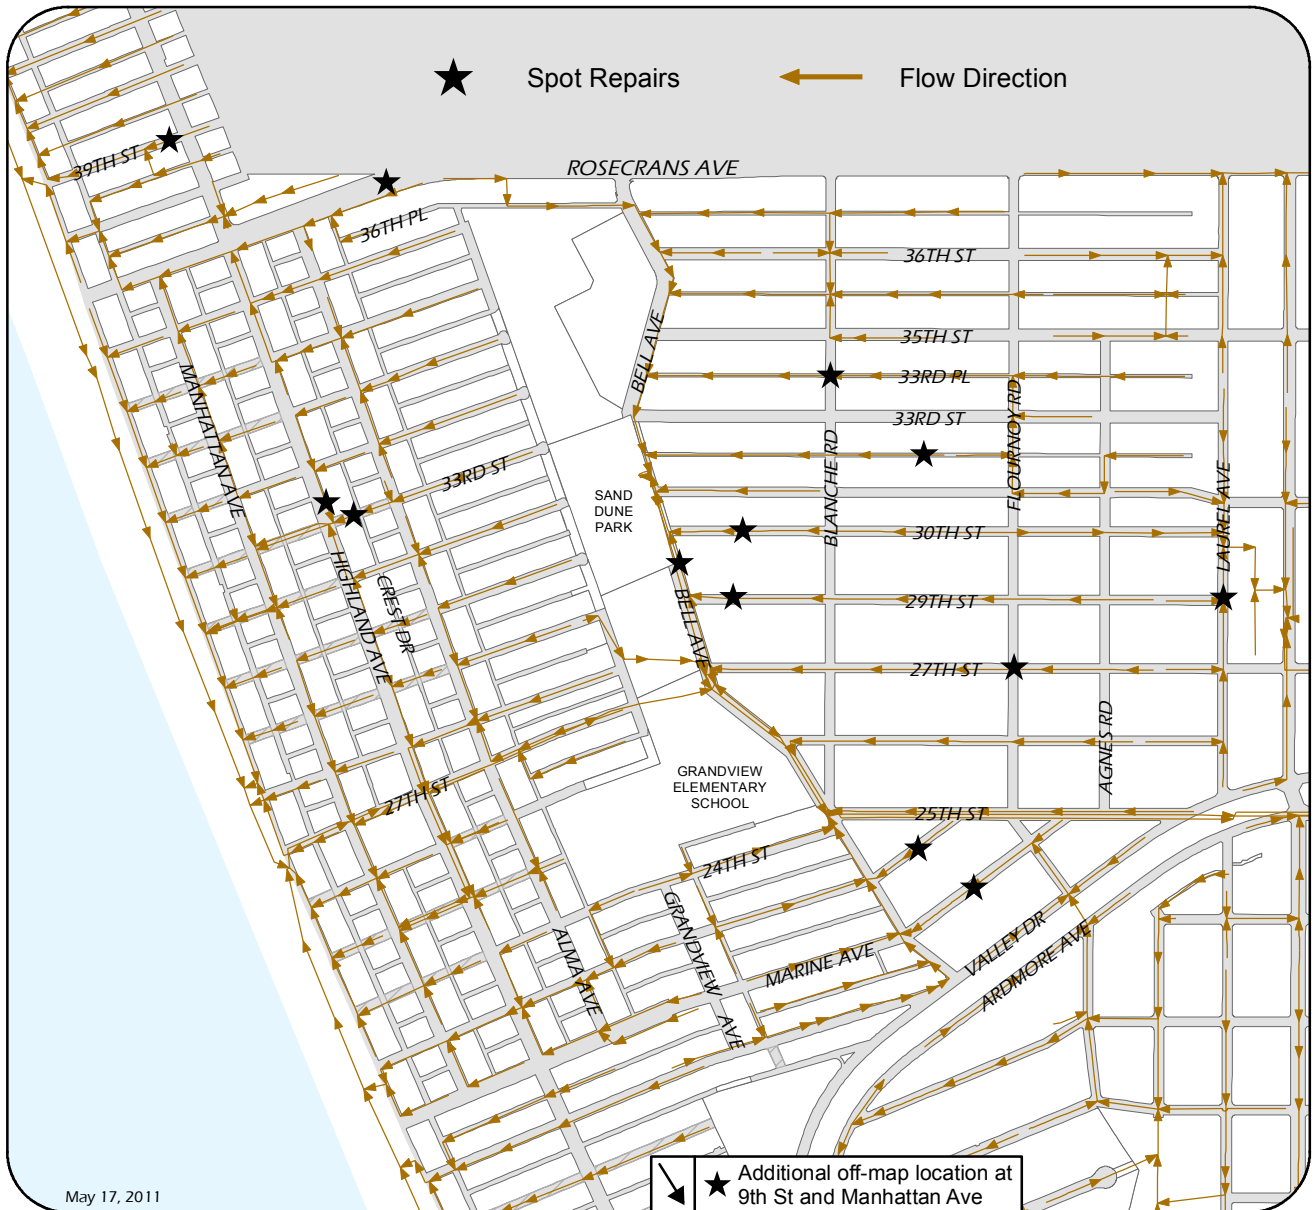 Spot Repairs
Flow Direction
39TH ST
ROSECRANS AVE
36TH PL
36TH ST
35TH ST
BELL AVE
MANHATTAN AVE
33RD PL
FLOURNOY RD
33RD ST
BLANCHE RD
33RD ST
LAUREL AVE
SAND
DUNE
PARK
30TH ST
HIGHLAND AVE
CREST DR
BELL AVE
29TH ST
27TH ST
AGNES RD
GRANDVIEW
ELEMENTARY
SCHOOL
27TH ST
25TH ST
24TH ST
GRANDVIEW AVE
ALMA AVE
MARINE AVE
VALLEY DR
ARDMORE AVE
Additional off-map location at
9th St and Manhattan Ave
May 17, 2011